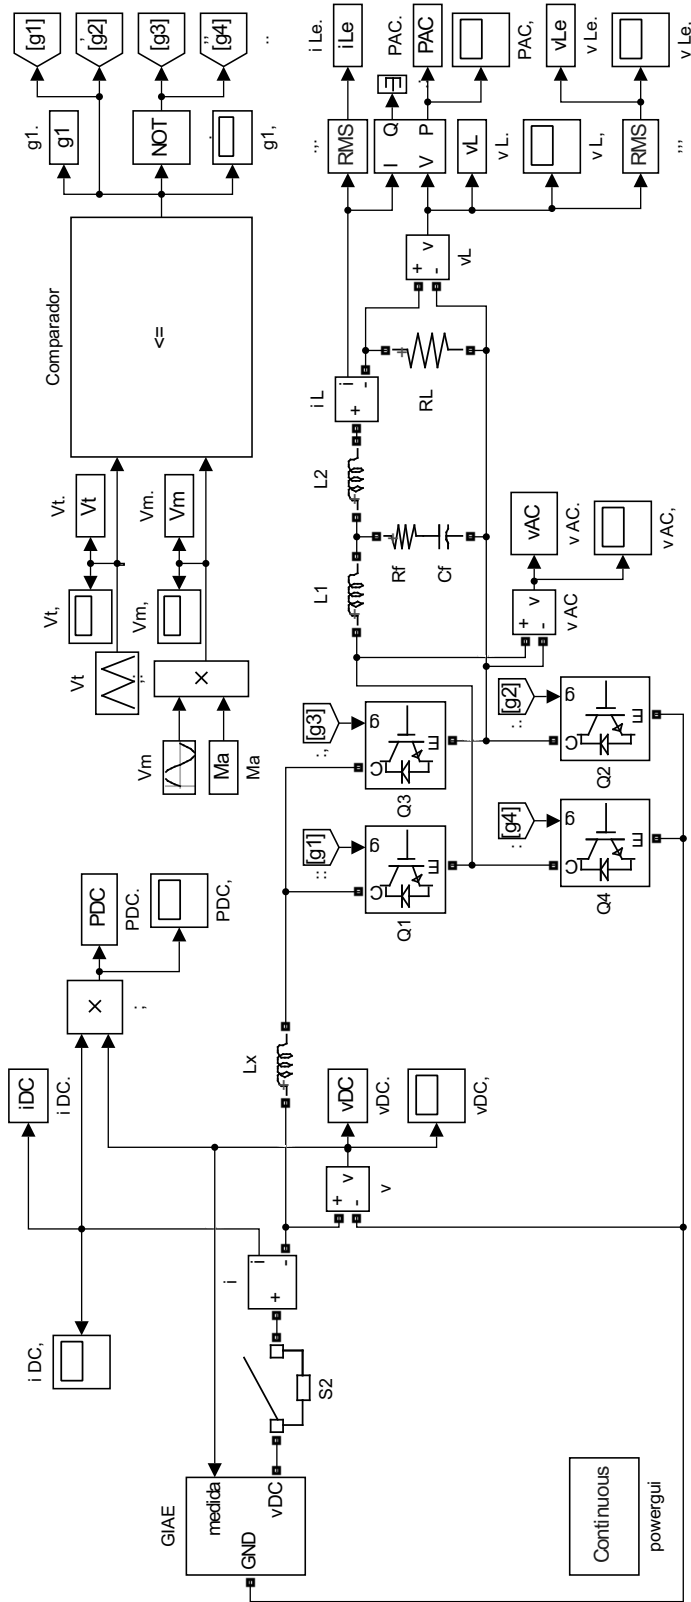 GIAE
medida
GND
vDC
Continuous
powergui
S2
i DC,
i
+
i
-
iDC
i DC.
v
+
-
v
vDC
vDC.
vDC,
Lx
+
×
PDC
PDC.
PDC,
Vm
Ma
Ma
×
Vt
Vt,
Vt
Vt.
Vm,
Vm
Vm.
Comparador
<=
g1
g1.
NOT
g1,
[g1]
[g2]
[g3]
[g4]
[g1]
g
C
E
Q1
[g3]
g
C
E
Q3
[g4]
g
C
E
Q4
[g2]
g
C
E
Q2
L1
+
Rf
+
Cf
L2
+
+
-
v
v AC
vAC
v AC.
v AC,
i L
+
i
-
RL
+
vL
+
-
v
RMS
iLe
i Le.
I
V
Q
P
PAC
PAC.
PAC,
vL
v L.
v L,
RMS
vLe
v Le.
v Le.